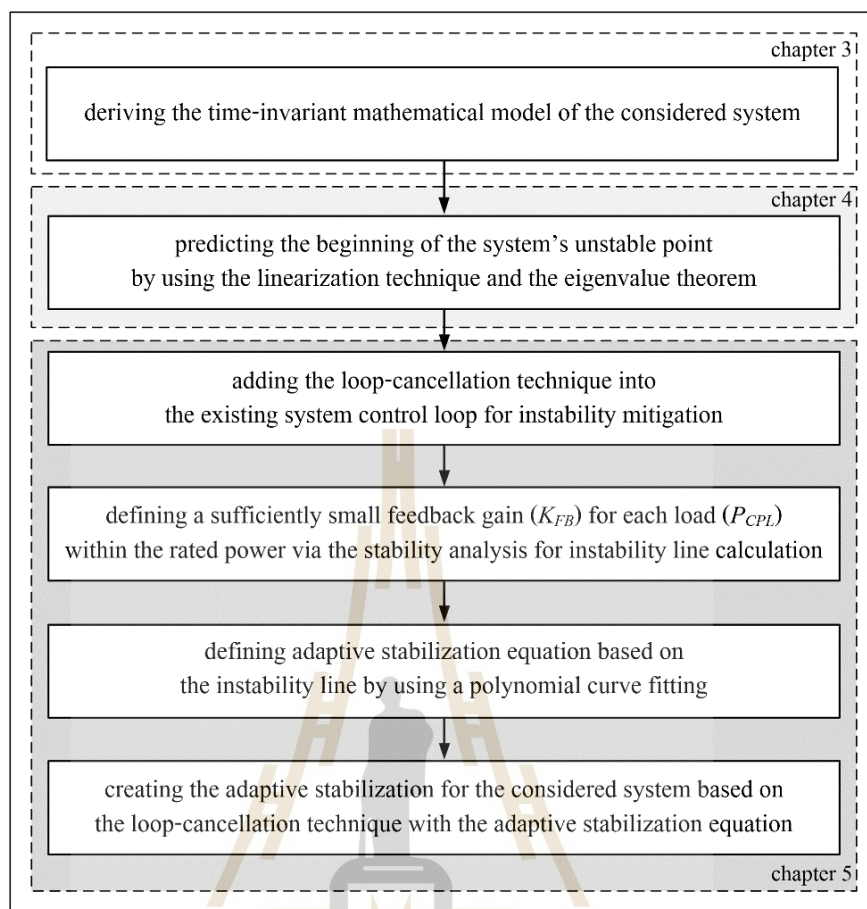 chapter 3
deriving the time-invariant mathematical model of the considered system
chapter 4
predicting the beginning of the system's unstable point
by using the linearization technique and the eigenvalue theorem
adding the loop-cancellation technique into
the existing system control loop for instability mitigation
defining a sufficiently small feedback gain (K_FB) for each load (P_CPL)
within the rated power via the stability analysis for instability line calculation
defining adaptive stabilization equation based on
the instability line by using a polynomial curve fitting
creating the adaptive stabilization for the considered system based on
the loop-cancellation technique with the adaptive stabilization equation
chapter 5